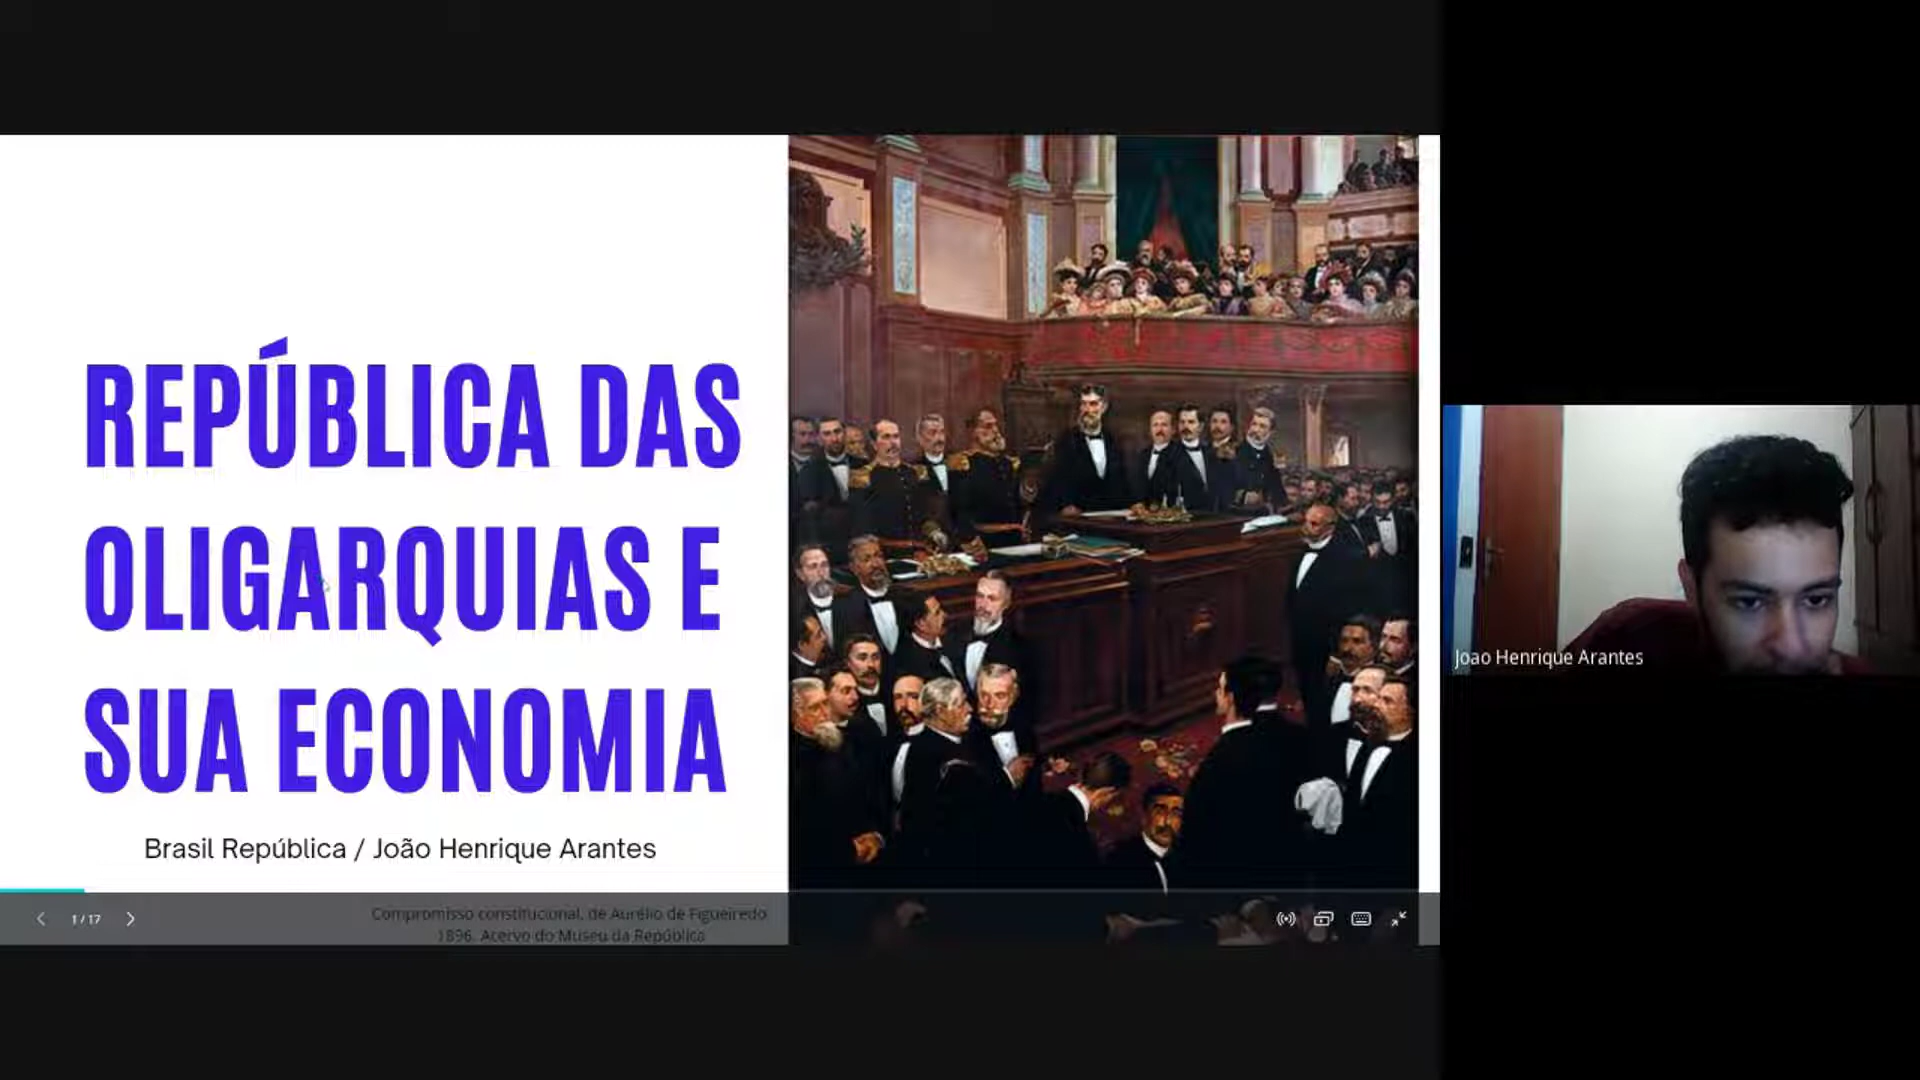 REPÚBLICA DAS
OLIGARQUIAS E
SUA ECONOMIA
Brasil República / João Henrique Arantes
1 / 17
Compromisso constitucional, de Aurélio de Figueiredo
1896. Acervo do Museu da República
Joao Henrique Arantes